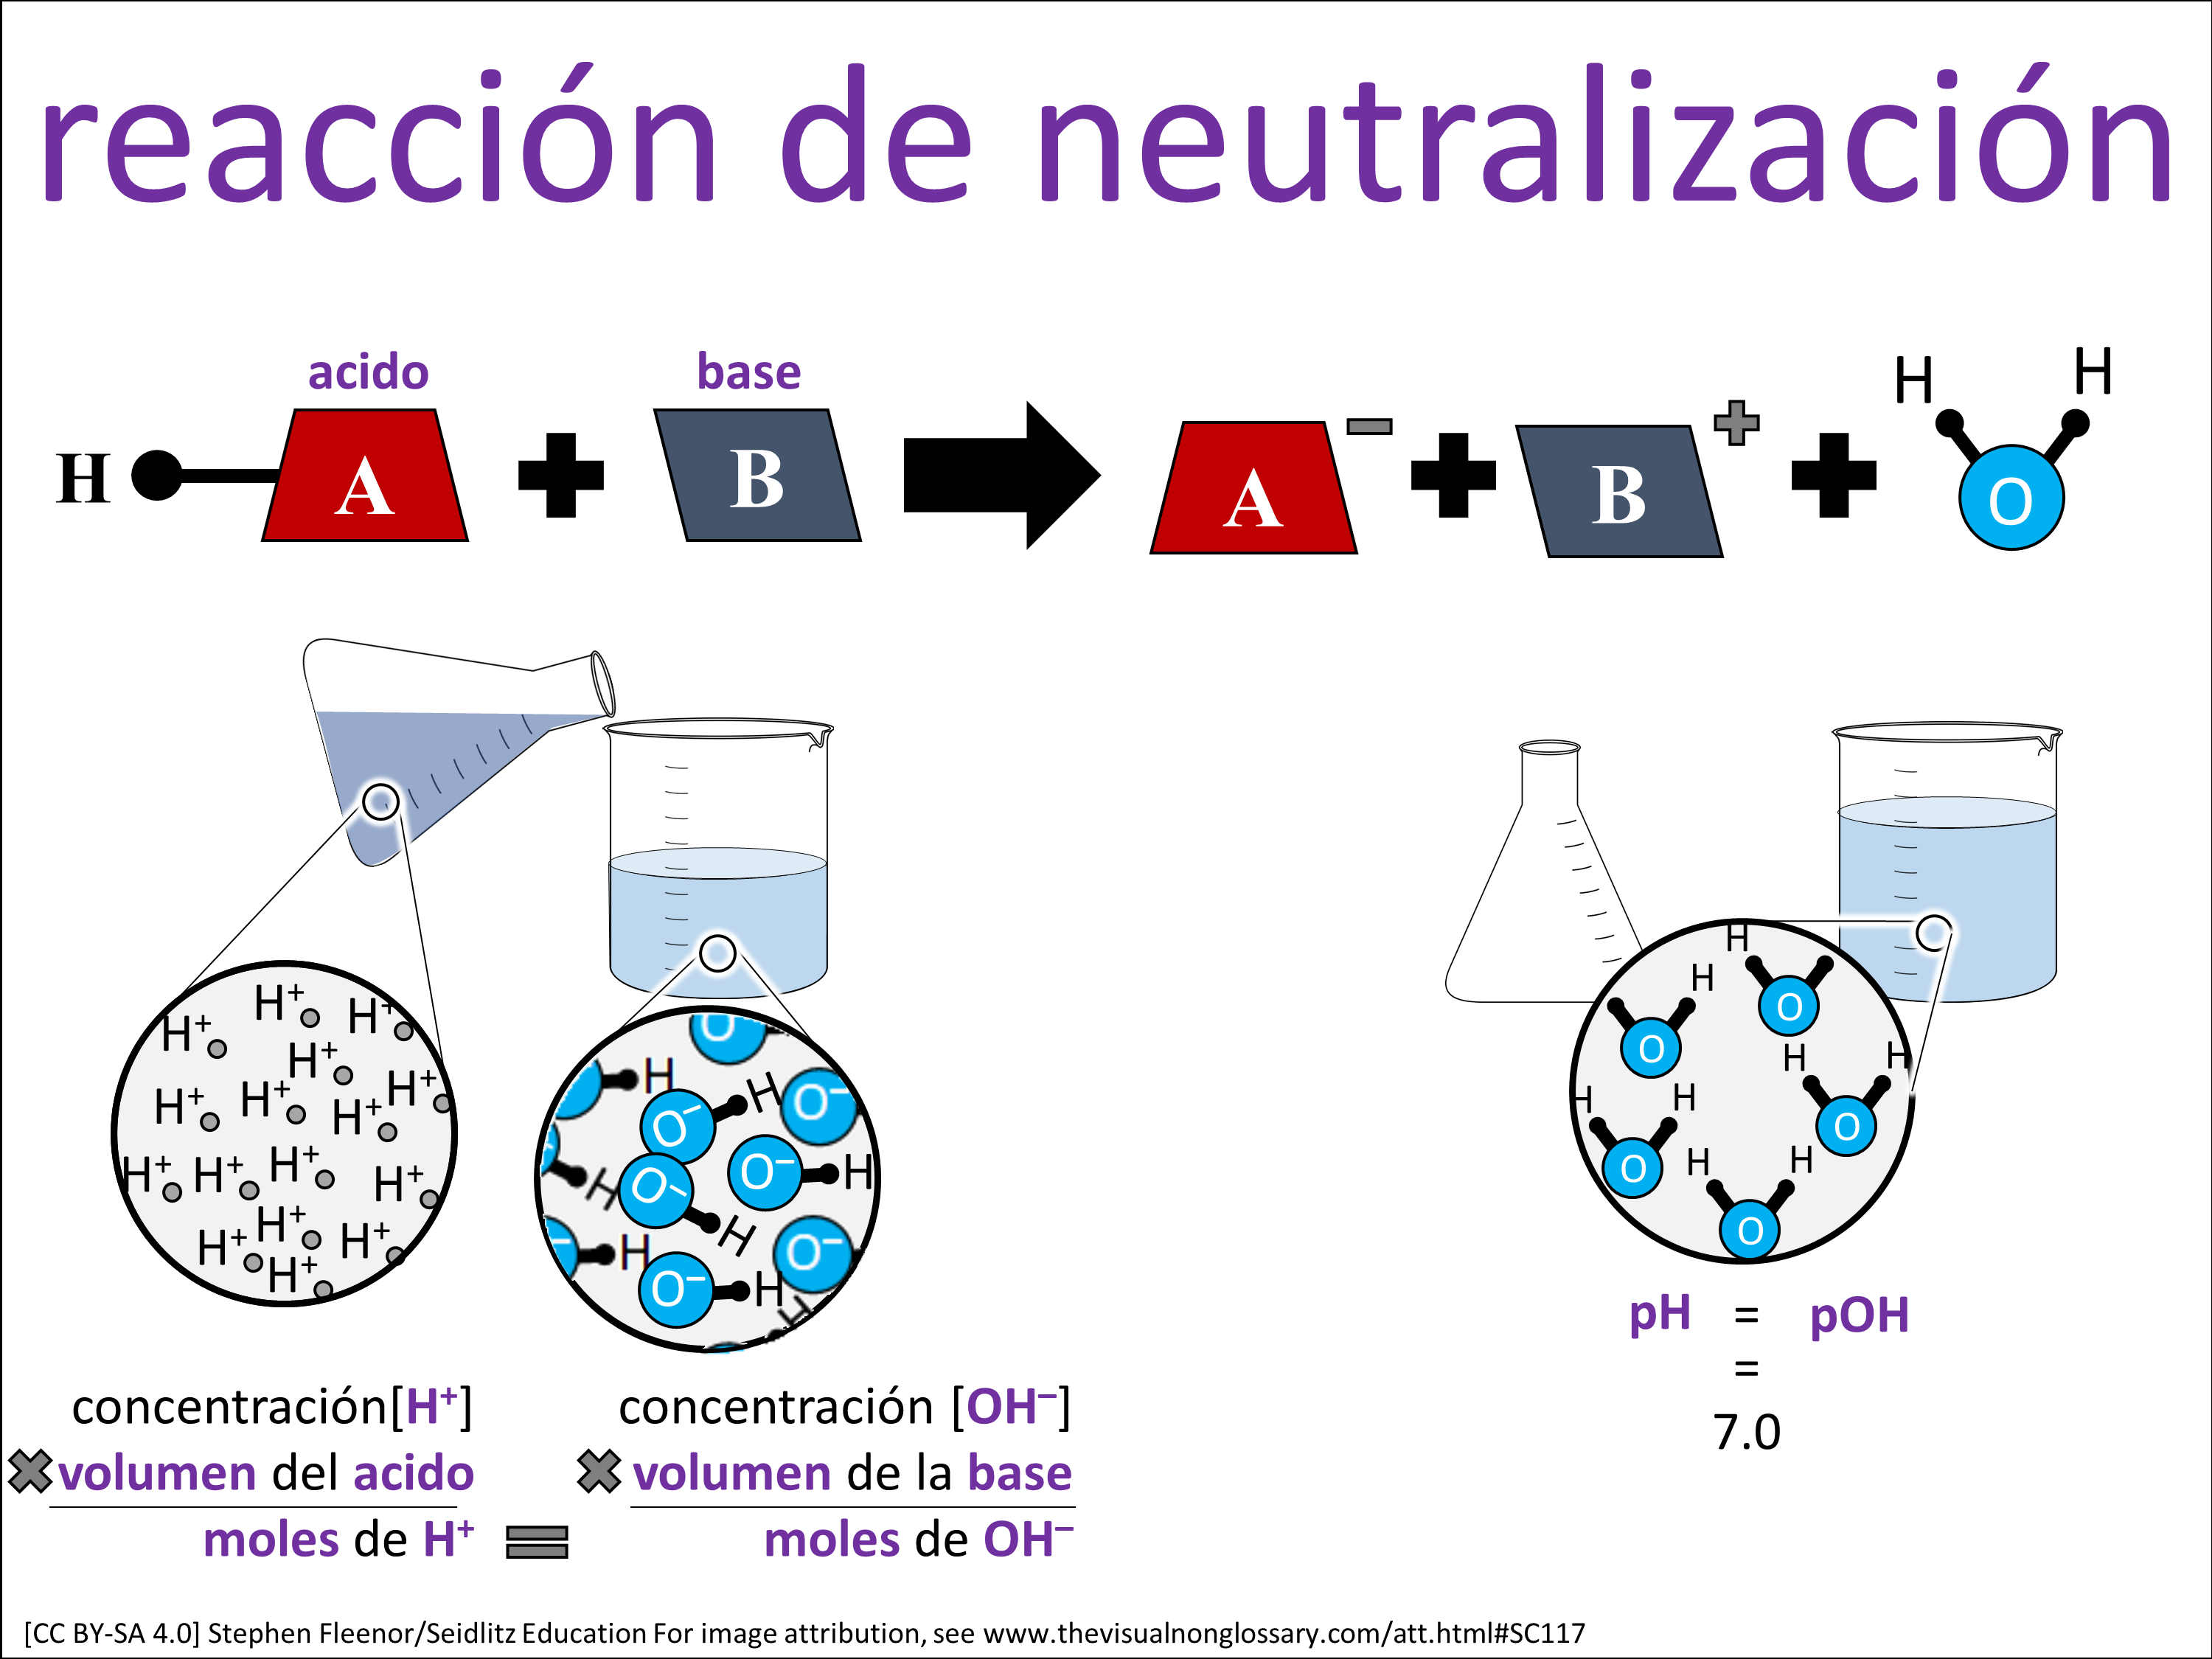 reacción de neutralización
acido
base
H
A
B
A
B
H
H
O
H+ H+ H+ H+ H+ H+ H+ H+ H+ H+ H+ H+ H+ H+ H+ H+
O
H
O– H
O–
O– H
H
O– H
H
O–
O– H
H
H
H
O
O
H
H
H
H
O
O
H
H
O
pH = pOH
=
7.0
concentración[H+]
volumen del acido
moles de H+
concentración [OH–]
volumen de la base
moles de OH–
[CC BY-SA 4.0] Stephen Fleenor/Seidlitz Education For image attribution, see www.thevisualnonglossary.com/att.html#SC117